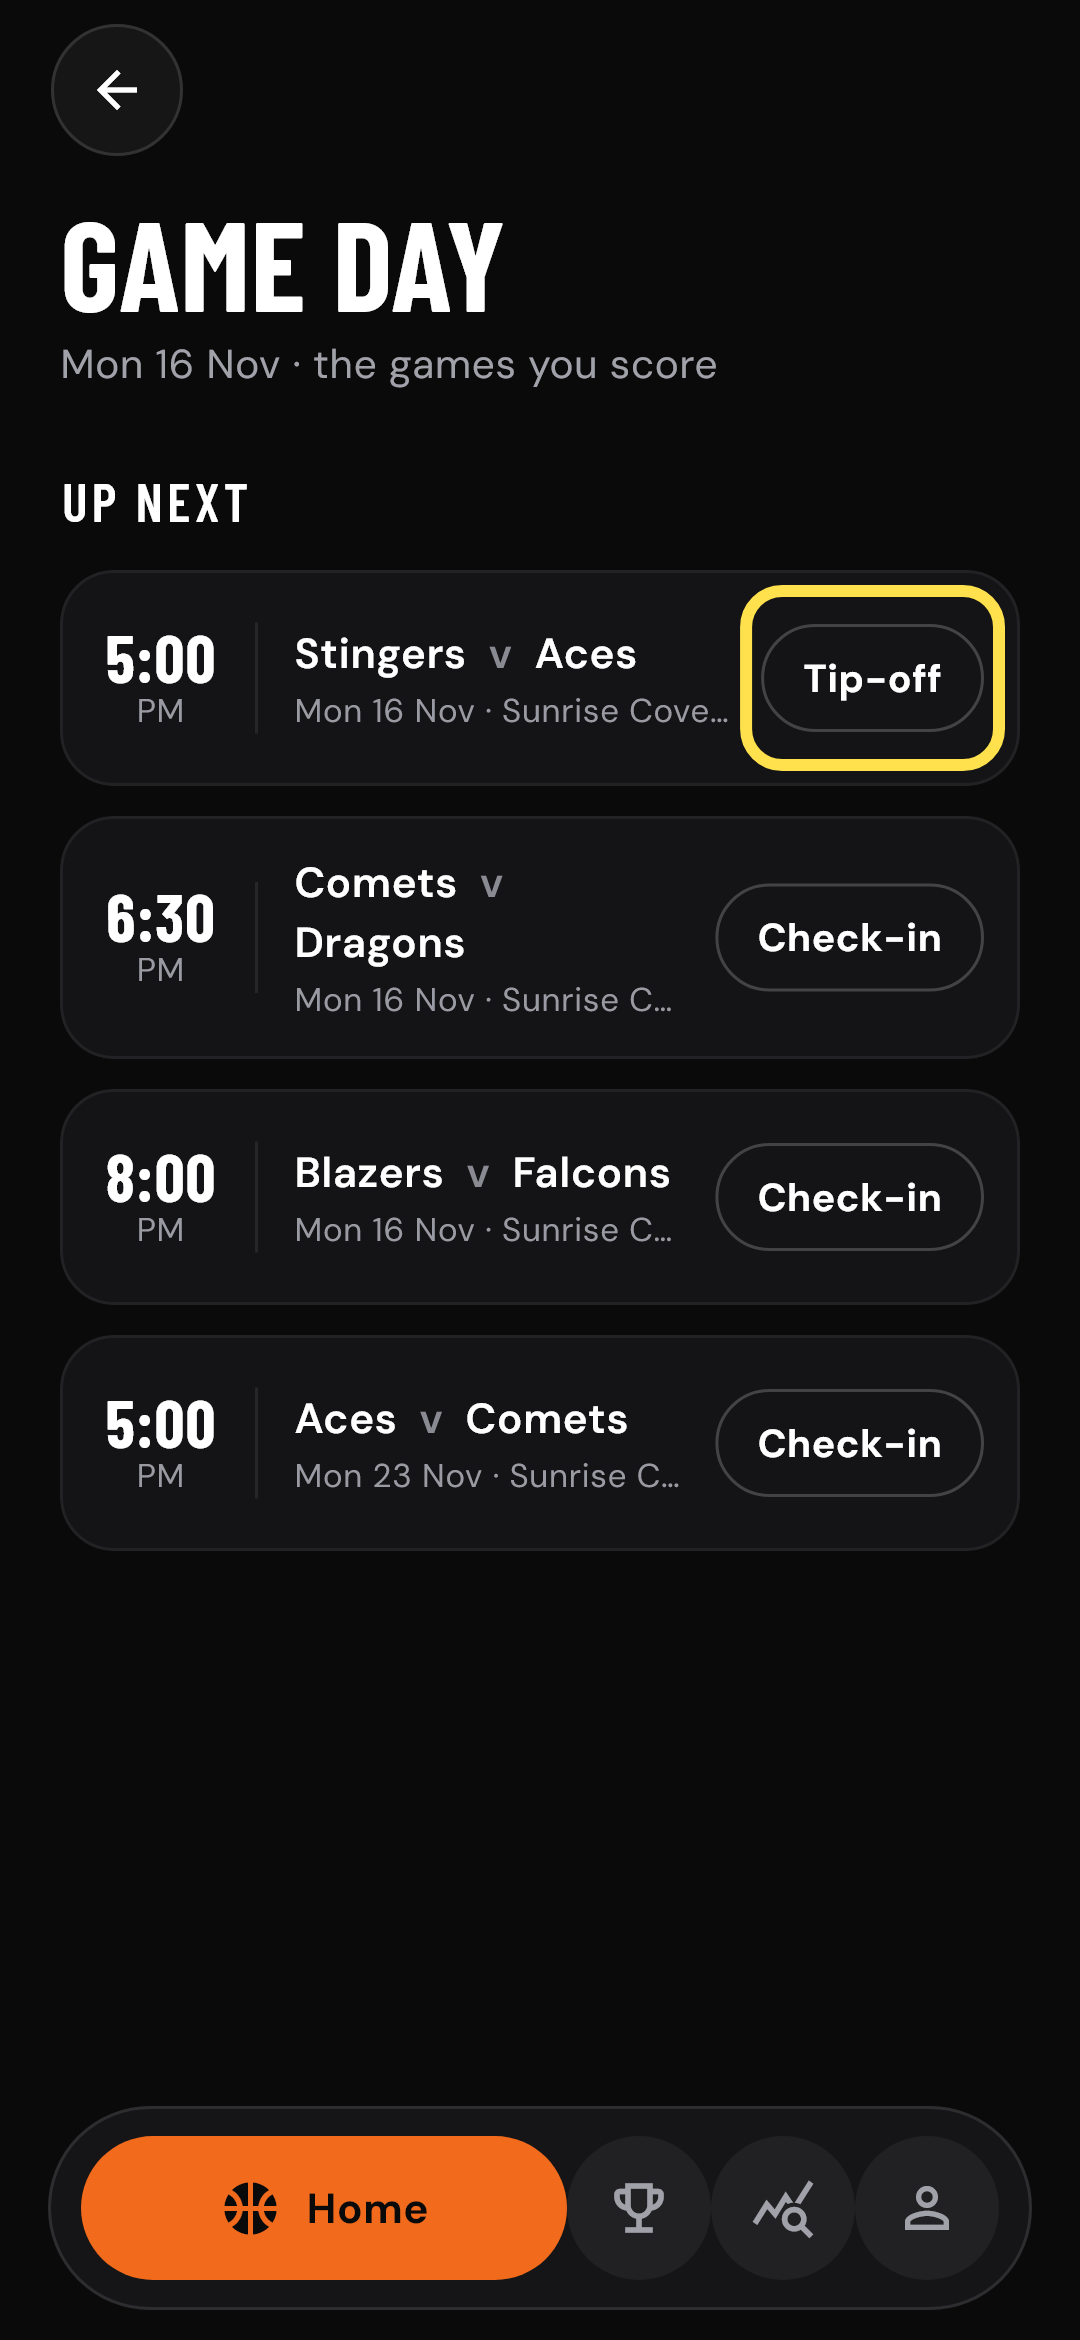 GAME DAY
Mon 16 Nov · the games you score
UP NEXT
5:00
PM
Stingers v Aces
Mon 16 Nov · Sunrise Cove...
Tip-off
6:30
PM
Comets v
Dragons
Mon 16 Nov · Sunrise C...
Check-in
8:00
PM
Blazers v Falcons
Mon 16 Nov · Sunrise C...
Check-in
5:00
PM
Aces v Comets
Mon 23 Nov · Sunrise C...
Check-in
Home